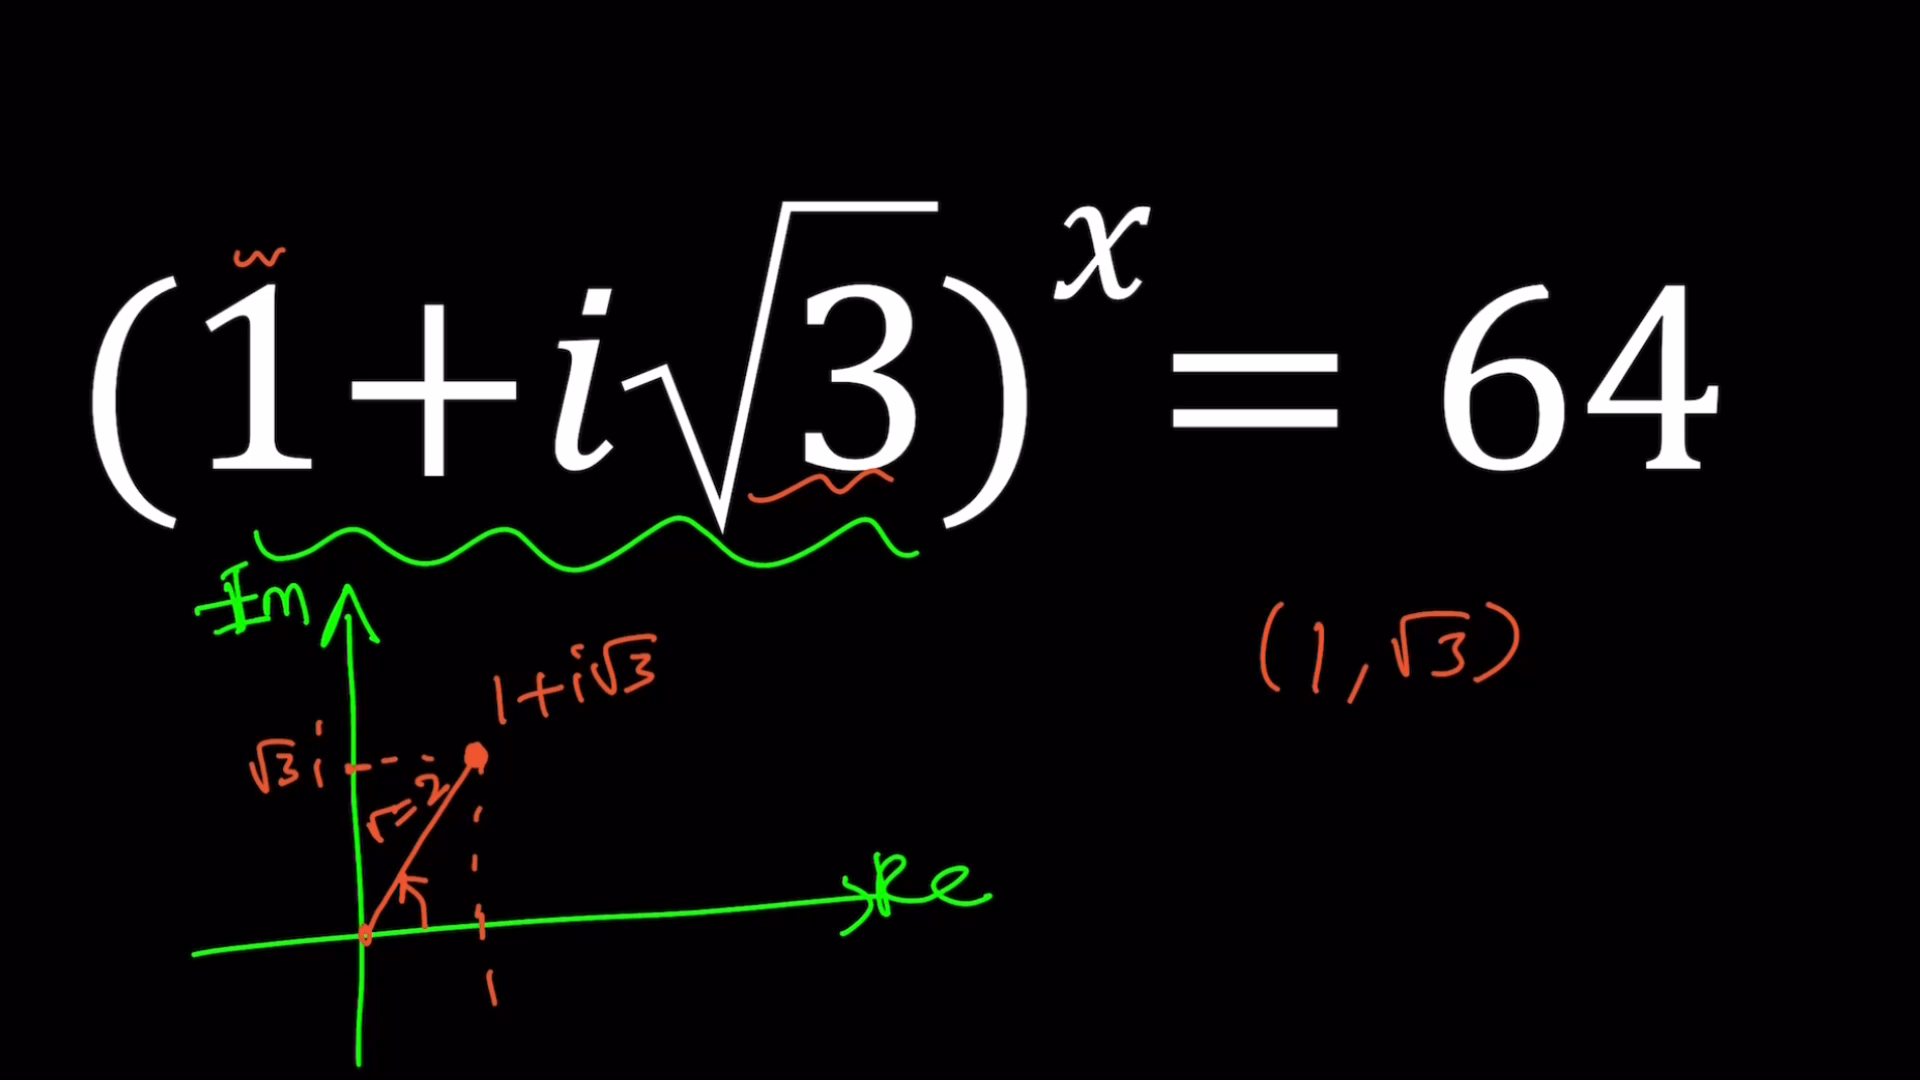 (1+i√3)ˣ = 64
Im
(1,√3)
1+i√3
√3 i
r=2
Re
1